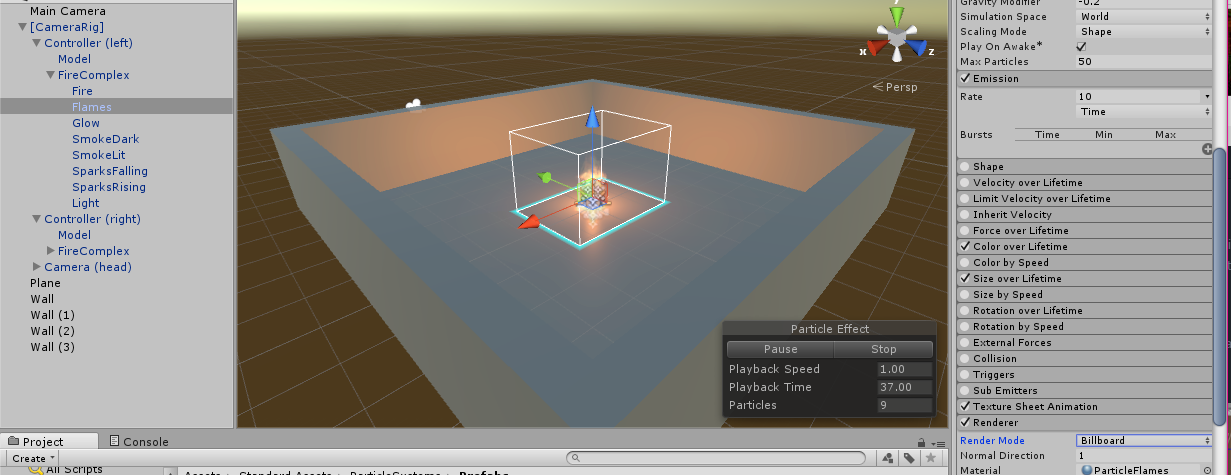 Main Camera
[CameraRig]
Controller (left)
Model
FireComplex
Fire
Flames
Glow
SmokeDark
SmokeLit
SparksFalling
SparksRising
Light
Controller (right)
Model
FireComplex
Camera (head)
Plane
Wall
Wall (1)
Wall (2)
Wall (3)
y
x
z
Persp
Particle Effect
Pause Stop
Playback Speed 1.00
Playback Time 37.00
Particles 9
Project Console
Create
All Scripts
Assets Standard Assets ParticleSystems Prefabs
Gravity Modifier -0.2
Simulation Space World
Scaling Mode Shape
Play On Awake*
Max Particles 50
Emission
Rate 10
Time
Bursts Time Min Max
Shape
Velocity over Lifetime
Limit Velocity over Lifetime
Inherit Velocity
Force over Lifetime
Color over Lifetime
Color by Speed
Size over Lifetime
Size by Speed
Rotation over Lifetime
Rotation by Speed
External Forces
Collision
Triggers
Sub Emitters
Texture Sheet Animation
Renderer
Render Mode Billboard
Normal Direction 1
Material ParticleFlames